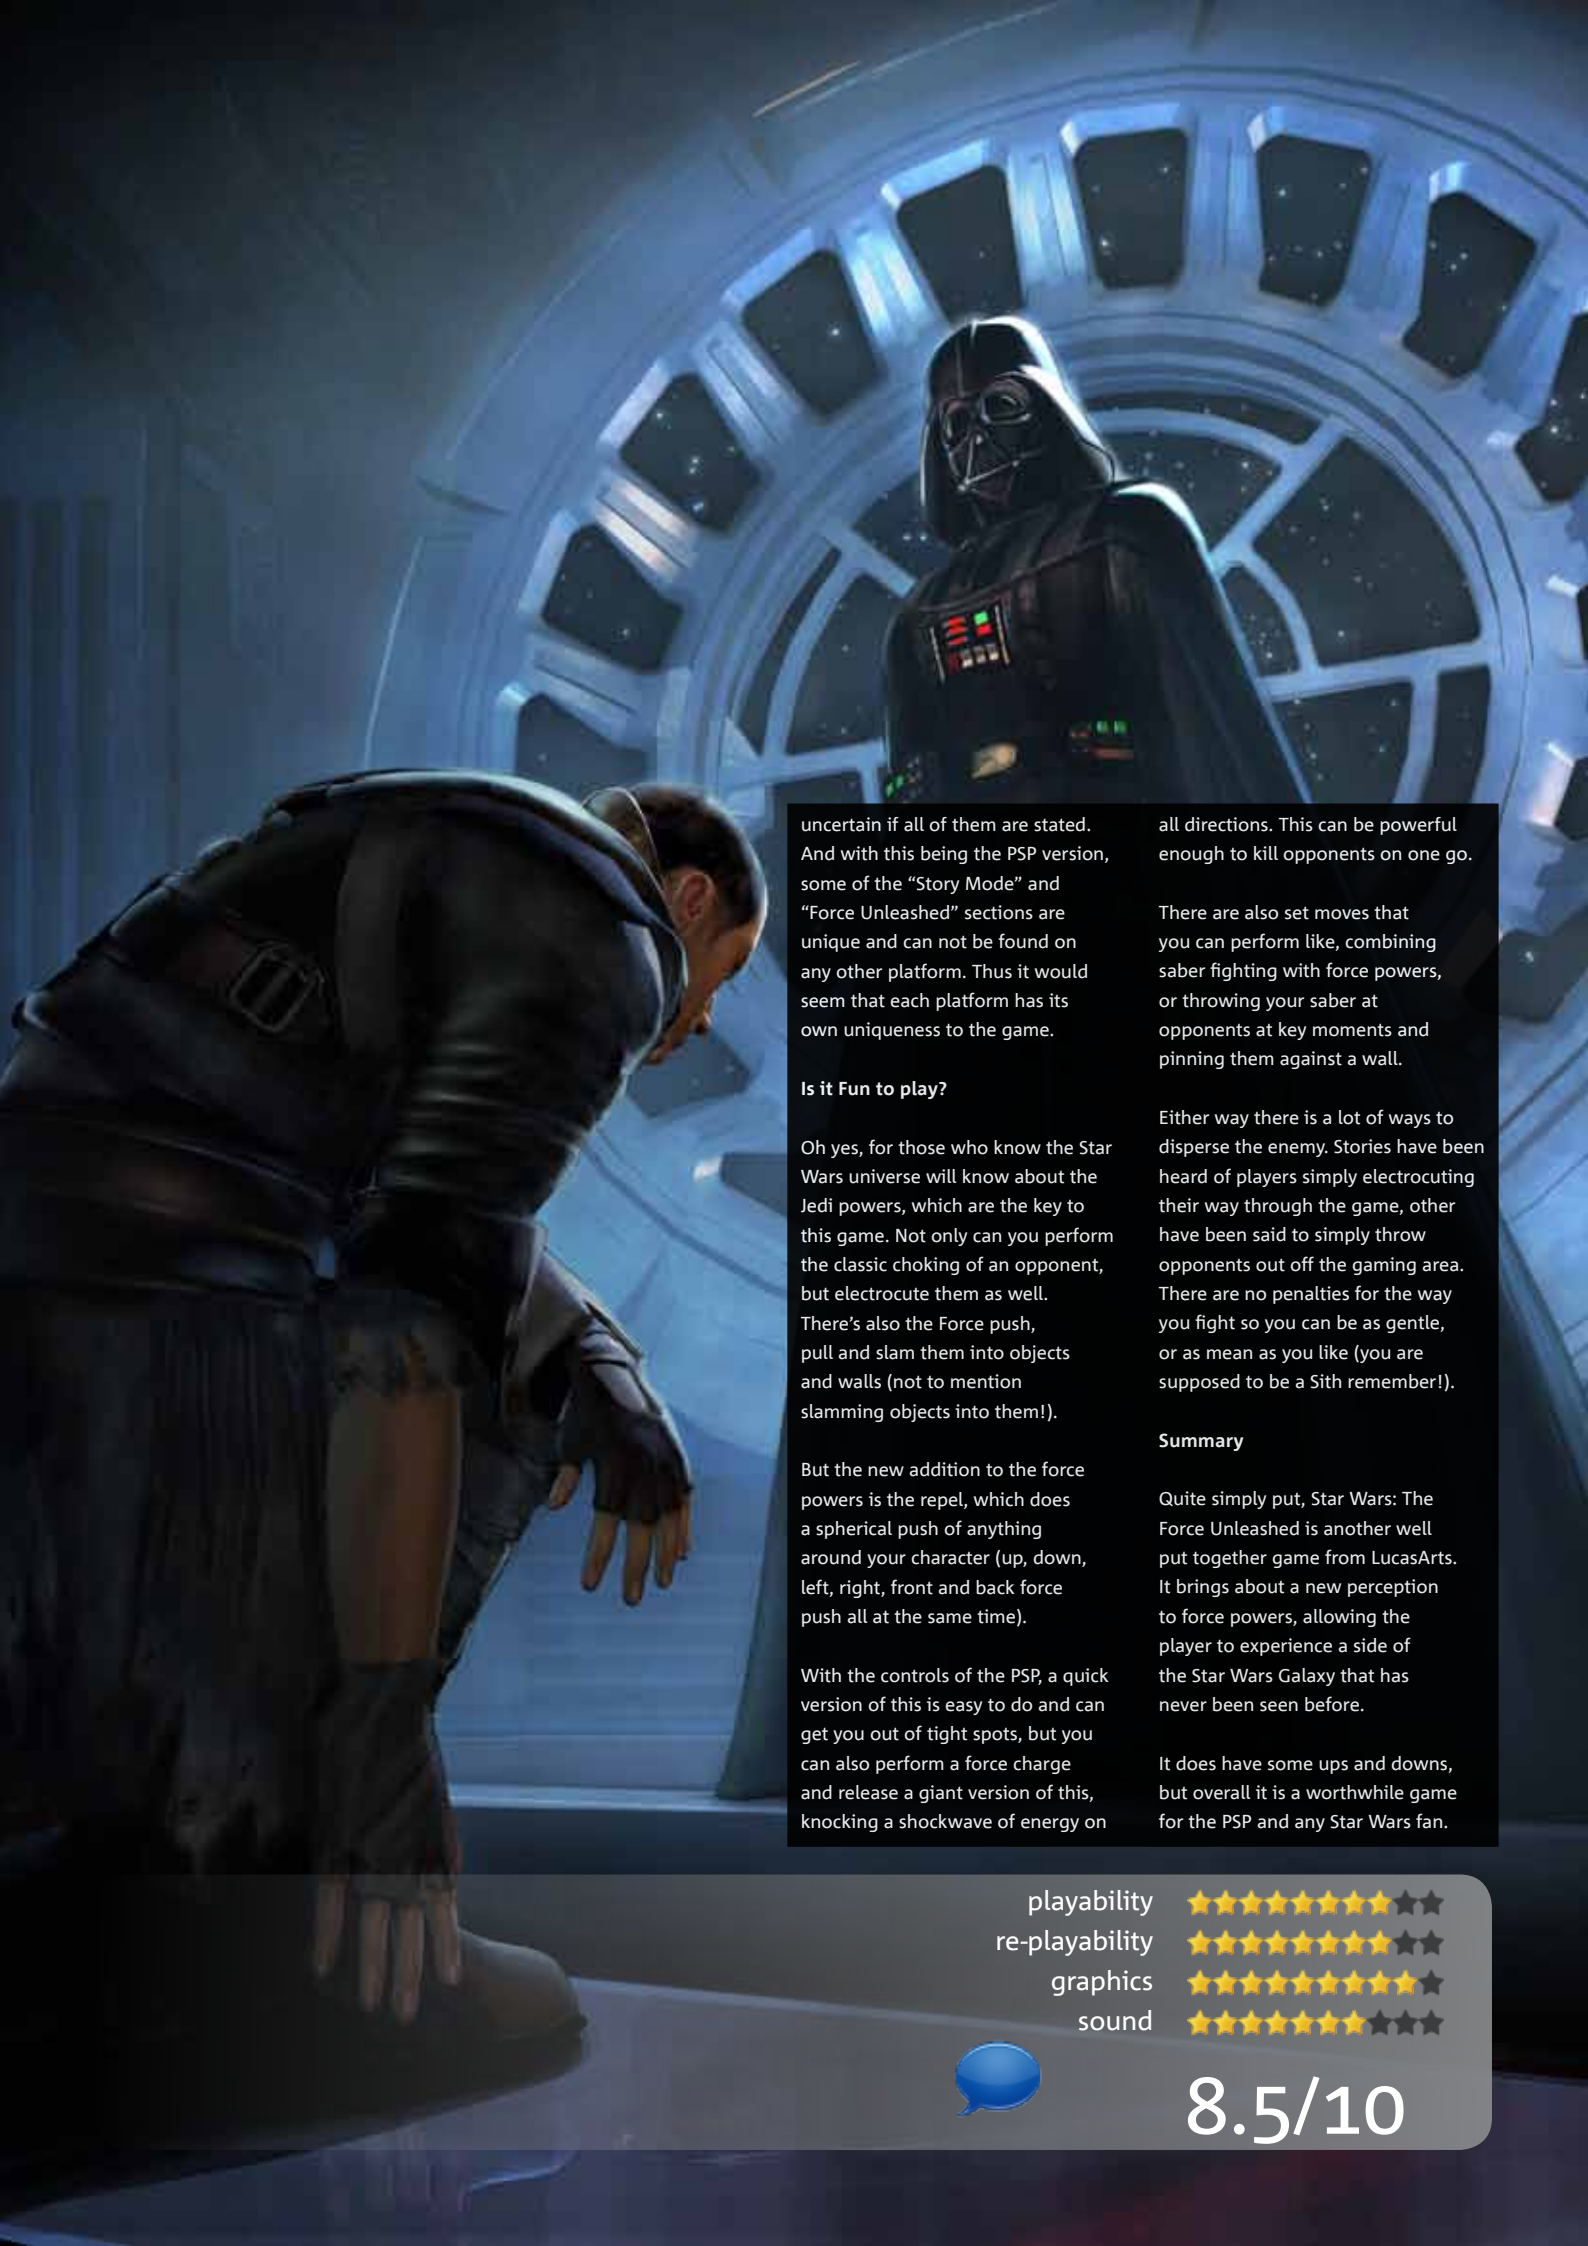 uncertain if all of them are stated.
And with this being the PSP version,
some of the “Story Mode” and
“Force Unleashed” sections are
unique and can not be found on
any other platform. Thus it would
seem that each platform has its
own uniqueness to the game.
Is it Fun to play?
Oh yes, for those who know the Star
Wars universe will know about the
Jedi powers, which are the key to
this game. Not only can you perform
the classic choking of an opponent,
but electrocute them as well.
There’s also the Force push,
pull and slam them into objects
and walls (not to mention
slamming objects into them!).
But the new addition to the force
powers is the repel, which does
a spherical push of anything
around your character (up, down,
left, right, front and back force
push all at the same time).
With the controls of the PSP, a quick
version of this is easy to do and can
get you out of tight spots, but you
can also perform a force charge
and release a giant version of this,
knocking a shockwave of energy on
all directions. This can be powerful
enough to kill opponents on one go.
There are also set moves that
you can perform like, combining
saber fighting with force powers,
or throwing your saber at
opponents at key moments and
pinning them against a wall.
Either way there is a lot of ways to
disperse the enemy. Stories have been
heard of players simply electrocuting
their way through the game, other
have been said to simply throw
opponents out off the gaming area.
There are no penalties for the way
you fight so you can be as gentle,
or as mean as you like (you are
supposed to be a Sith remember!).
Summary
Quite simply put, Star Wars: The
Force Unleashed is another well
put together game from LucasArts.
It brings about a new perception
to force powers, allowing the
player to experience a side of
the Star Wars Galaxy that has
never been seen before.
It does have some ups and downs,
but overall it is a worthwhile game
for the PSP and any Star Wars fan.
playability
re-playability
graphics
sound
8.5/10